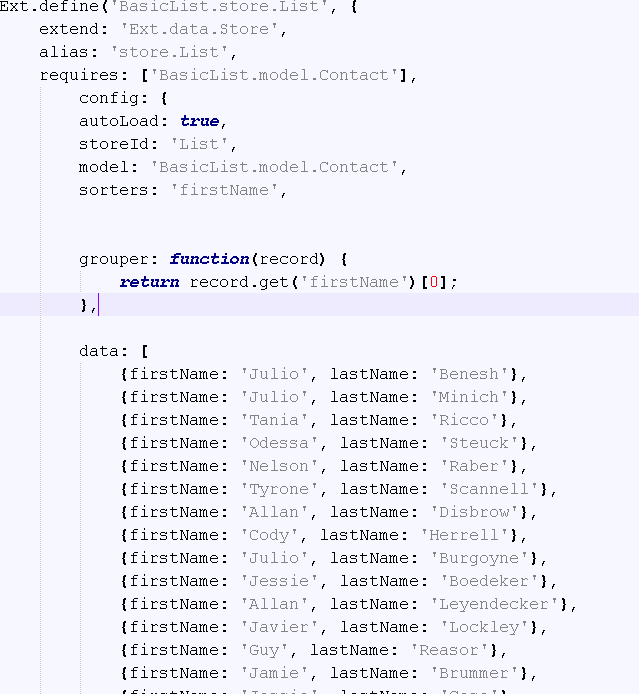 Ext.define('BasicList.store.List', {
extend: 'Ext.data.Store',
alias: 'store.List',
requires: ['BasicList.model.Contact'],
config: {
autoLoad: true,
storeId: 'List',
model: 'BasicList.model.Contact',
sorters: 'firstName',
grouper: function(record) {
return record.get('firstName')[0];
},
data: [
{firstName: 'Julio', lastName: 'Benesh'},
{firstName: 'Julio', lastName: 'Minich'},
{firstName: 'Tania', lastName: 'Ricco'},
{firstName: 'Odessa', lastName: 'Steuck'},
{firstName: 'Nelson', lastName: 'Raber'},
{firstName: 'Tyrone', lastName: 'Scannell'},
{firstName: 'Allan', lastName: 'Disbrow'},
{firstName: 'Cody', lastName: 'Herrell'},
{firstName: 'Julio', lastName: 'Burgoyne'},
{firstName: 'Jessie', lastName: 'Boedeker'},
{firstName: 'Allan', lastName: 'Leyendecker'},
{firstName: 'Javier', lastName: 'Lockley'},
{firstName: 'Guy', lastName: 'Reasor'},
{firstName: 'Jamie', lastName: 'Brummer'},